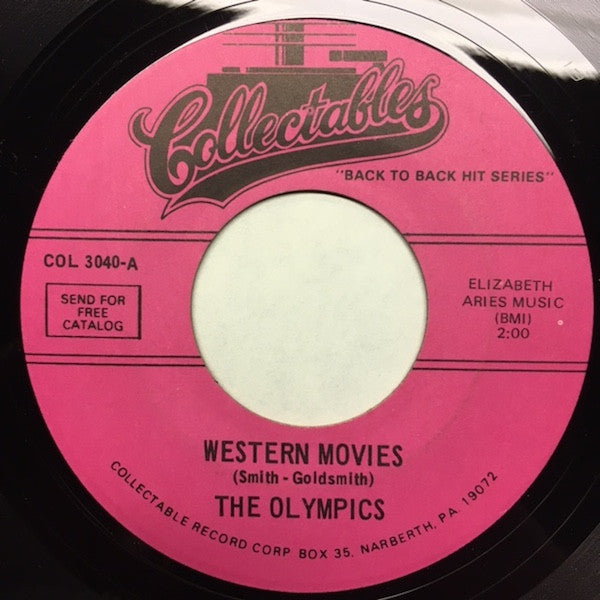 Collectables
"BACK TO BACK HIT SERIES"
COL 3040-A
SEND FOR
FREE
CATALOG
ELIZABETH
ARIES MUSIC
(BMI)
2:00
WESTERN MOVIES
(Smith - Goldsmith)
THE OLYMPICS
COLLECTABLE RECORD CORP BOX 35, NARBERTH, PA. 19072